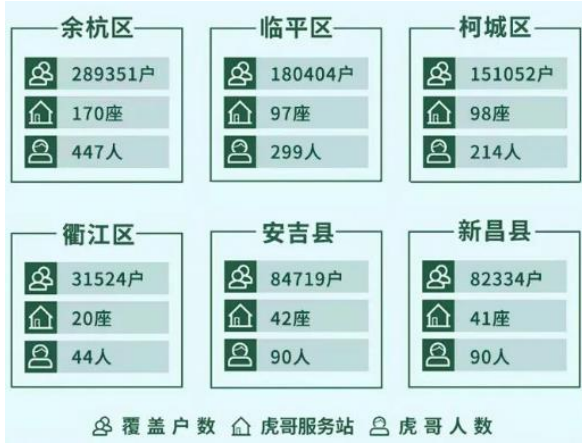 余杭区
289351户
170座
447人
临平区
180404户
97座
299人
柯城区
151052户
98座
214人
衢江区
31524户
20座
44人
安吉县
84719户
42座
90人
新昌县
82334户
41座
90人
覆盖户数 虎哥服务站 虎哥人数